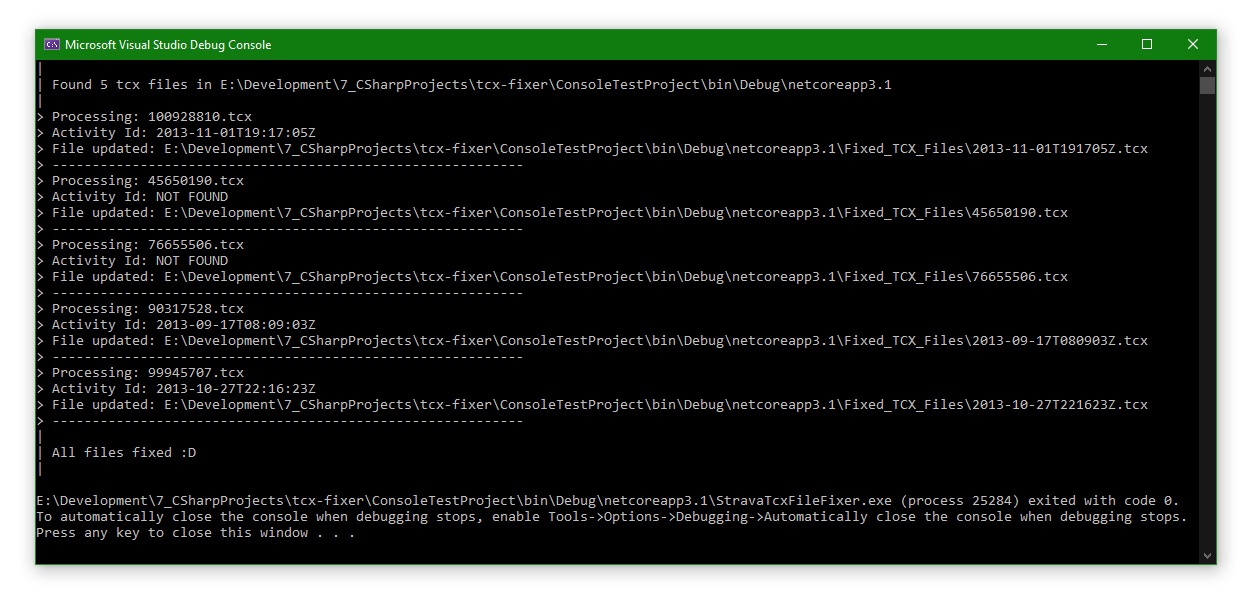 Microsoft Visual Studio Debug Console
|
| Found 5 tcx files in E:\Development\7_CSharpProjects\tcx-fixer\ConsoleTestProject\bin\Debug\netcoreapp3.1
|
> Processing: 100928810.tcx
> Activity Id: 2013-11-01T19:17:05Z
> File updated: E:\Development\7_CSharpProjects\tcx-fixer\ConsoleTestProject\bin\Debug\netcoreapp3.1\Fixed_TCX_Files\2013-11-01T191705Z.tcx
> -----------------------------------------------------------
> Processing: 45650190.tcx
> Activity Id: NOT FOUND
> File updated: E:\Development\7_CSharpProjects\tcx-fixer\ConsoleTestProject\bin\Debug\netcoreapp3.1\Fixed_TCX_Files\45650190.tcx
> -----------------------------------------------------------
> Processing: 76655506.tcx
> Activity Id: NOT FOUND
> File updated: E:\Development\7_CSharpProjects\tcx-fixer\ConsoleTestProject\bin\Debug\netcoreapp3.1\Fixed_TCX_Files\76655506.tcx
> -----------------------------------------------------------
> Processing: 90317528.tcx
> Activity Id: 2013-09-17T08:09:03Z
> File updated: E:\Development\7_CSharpProjects\tcx-fixer\ConsoleTestProject\bin\Debug\netcoreapp3.1\Fixed_TCX_Files\2013-09-17T080903Z.tcx
> -----------------------------------------------------------
> Processing: 99945707.tcx
> Activity Id: 2013-10-27T22:16:23Z
> File updated: E:\Development\7_CSharpProjects\tcx-fixer\ConsoleTestProject\bin\Debug\netcoreapp3.1\Fixed_TCX_Files\2013-10-27T221623Z.tcx
> -----------------------------------------------------------
|
| All files fixed :D
|
E:\Development\7_CSharpProjects\tcx-fixer\ConsoleTestProject\bin\Debug\netcoreapp3.1\StravaTcxFileFixer.exe (process 25284) exited with code 0.
To automatically close the console when debugging stops, enable Tools->Options->Debugging->Automatically close the console when debugging stops.
Press any key to close this window . . .